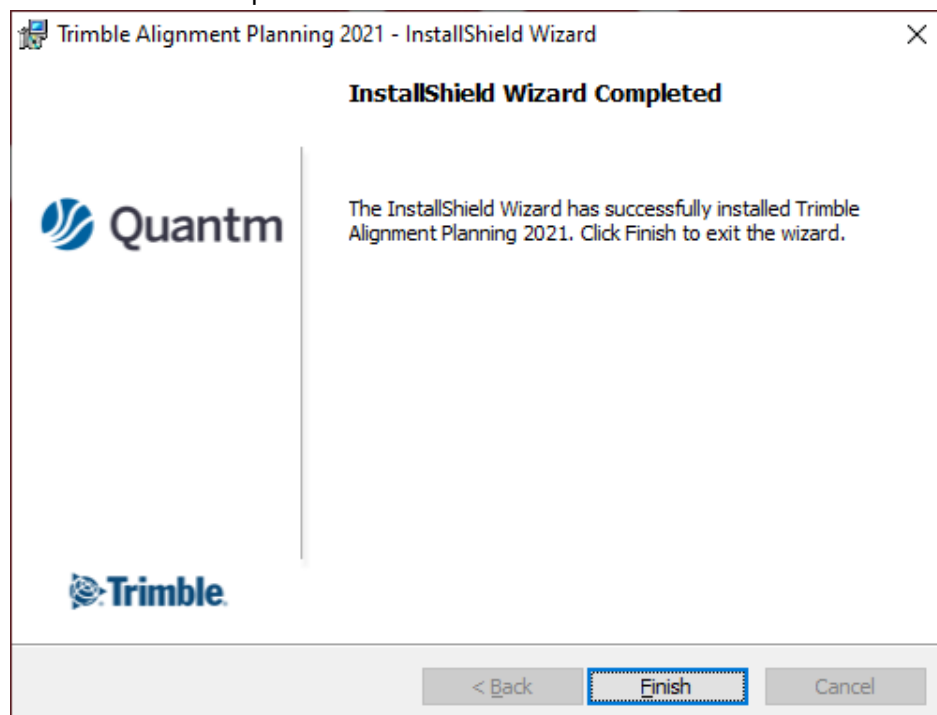 Trimble Alignment Planning 2021 - InstallShield Wizard
InstallShield Wizard Completed
Quantm
The InstallShield Wizard has successfully installed Trimble
Alignment Planning 2021. Click Finish to exit the wizard.
Trimble.
< Back
Finish
Cancel